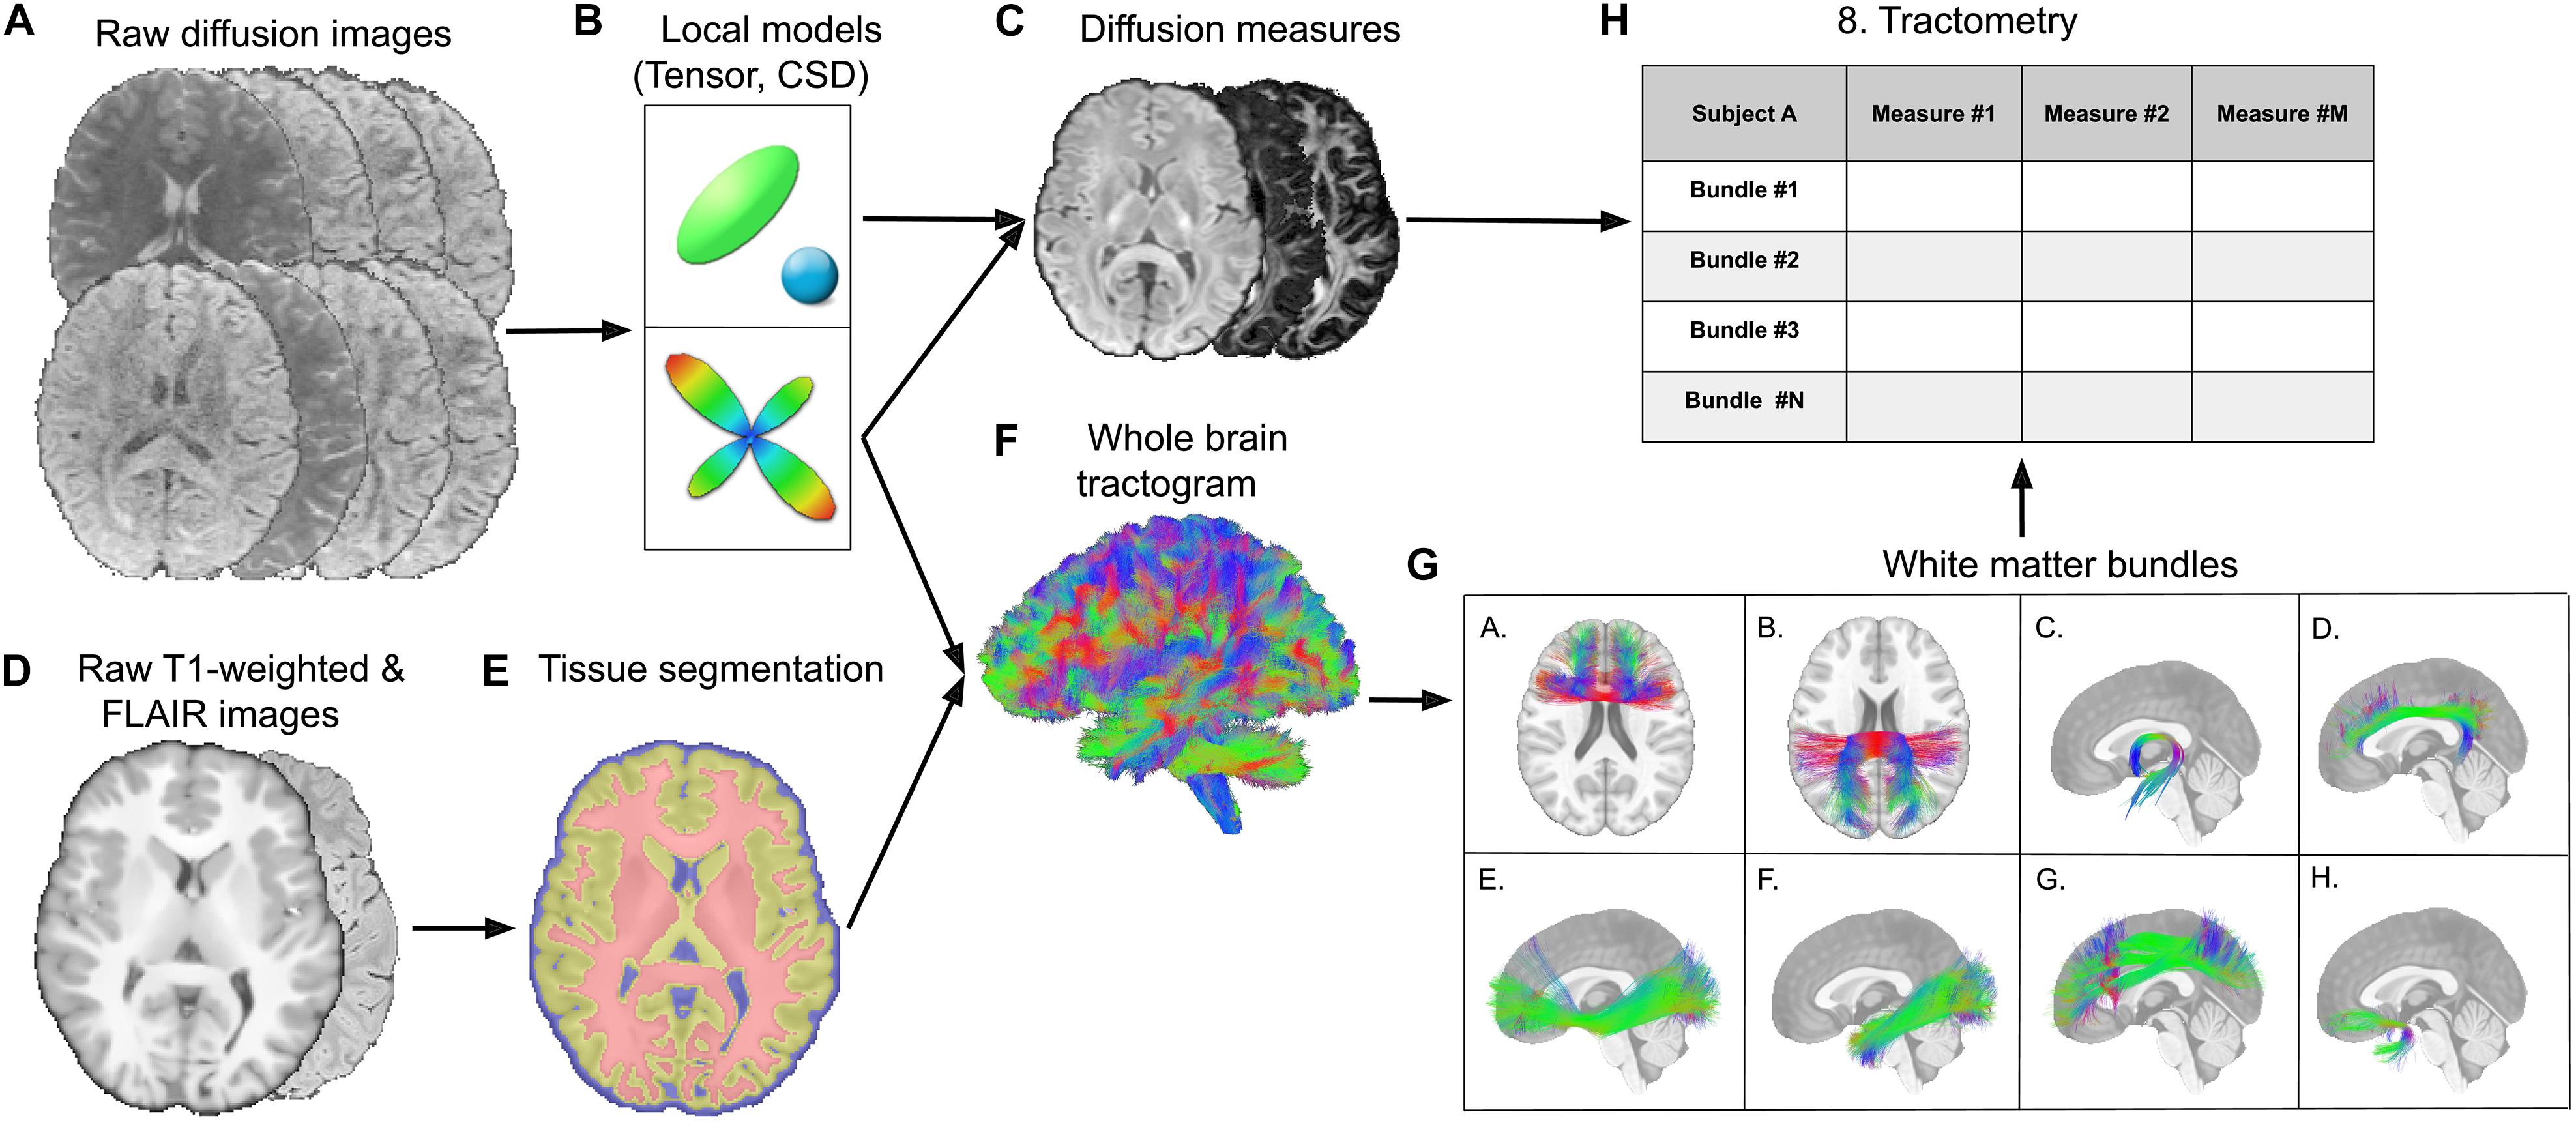 A
Raw diffusion images
B
Local models
(Tensor, CSD)
C
Diffusion measures
H
8. Tractometry
Subject A
Measure #1
Measure #2
Measure #M
Bundle #1
Bundle #2
Bundle #3
Bundle #N
D
Raw T1-weighted &
FLAIR images
E
Tissue segmentation
F
Whole brain
tractogram
G
White matter bundles
A.
B.
C.
D.
E.
F.
G.
H.